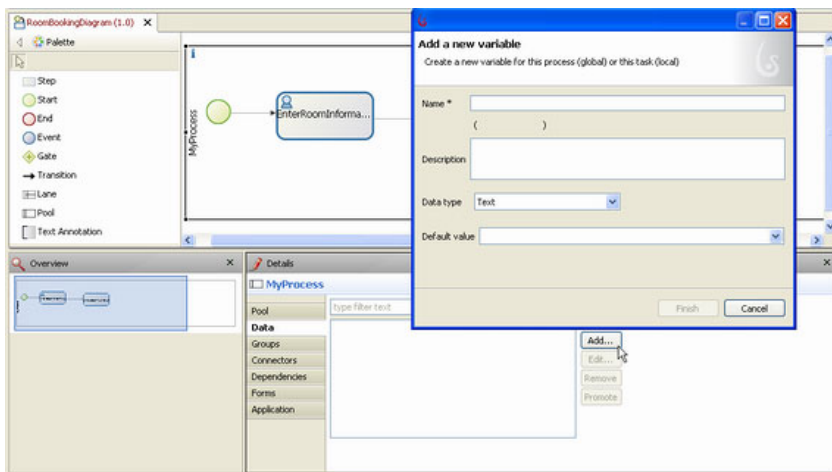 RoomBookingDiagram (1.0)
Palette
Step
Start
End
Event
Gate
Transition
Lane
Pool
Text Annotation
MyProcess
EnterRoomInforma...
Add a new variable
Create a new variable for this process (global) or this task (local)
Name *
( )
Description
Data type
Text
Default value
Finish
Cancel
Overview
Details
MyProcess
Pool
Data
Groups
Connectors
Dependencies
Forms
Application
type filter text
Add...
Edit...
Remove
Promote